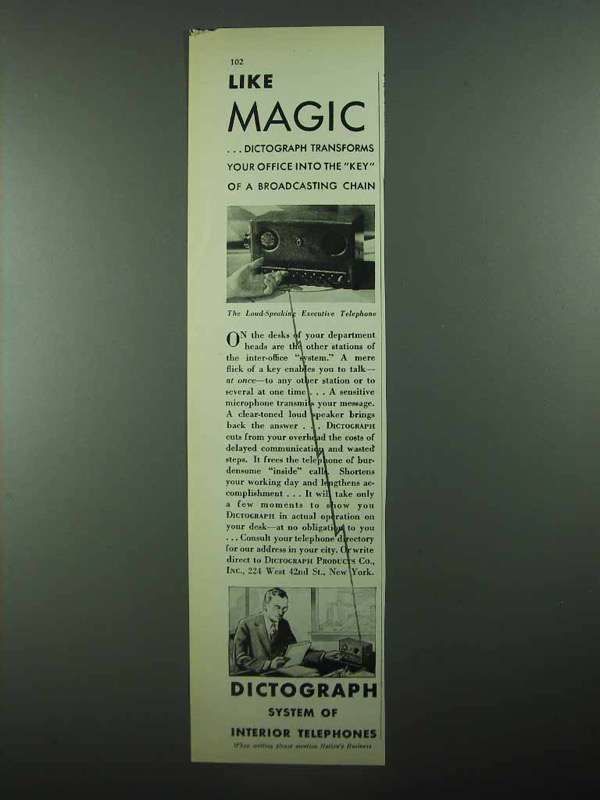 102
LIKE
MAGIC
...DICTOGRAPH TRANSFORMS
YOUR OFFICE INTO THE "KEY"
OF A BROADCASTING CHAIN
The Loud-Speaking Executive Telephone
ON the desks of your department
heads are the other stations of
the inter-office "system." A mere
flick of a key enables you to talk—
at once—to any other station or to
several at one time . . . A sensitive
microphone transmits your message.
A clear-toned loud speaker brings
back the answer . . . DICTOGRAPH
cuts from your overhead the costs of
delayed communication and wasted
steps. It frees the telephone of bur-
densome "inside" calls. Shortens
your working day and lengthens ac-
complishment . . . It will take only
a few moments to show you
DICTOGRAPH in actual operation on
your desk—at no obligation to you
. . . Consult your telephone directory
for our address in your city. Or write
direct to DICTOGRAPH PRODUCTS CO.,
INC., 224 West 42nd St., New York.
DICTOGRAPH
SYSTEM OF
INTERIOR TELEPHONES
When writing please mention Nation's Business